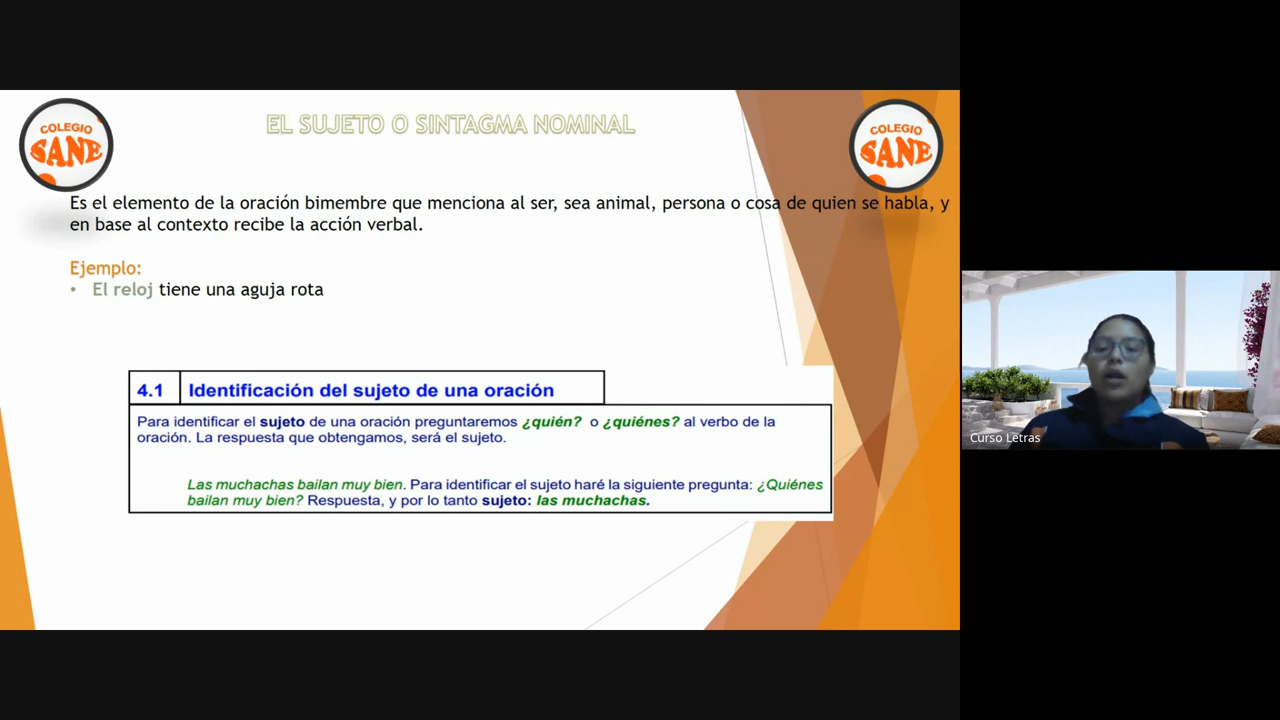 COLEGIO
SANE
EL SUJETO O SINTAGMA NOMINAL
COLEGIO
SANE
Es el elemento de la oración bimembre que menciona al ser, sea animal, persona o cosa de quien se habla, y
en base al contexto recibe la acción verbal.
Ejemplo:
• El reloj tiene una aguja rota
4.1 Identificación del sujeto de una oración
Para identificar el sujeto de una oración preguntaremos ¿quién? o ¿quiénes? al verbo de la
oración. La respuesta que obtengamos, será el sujeto.
Las muchachas bailan muy bien. Para identificar el sujeto haré la siguiente pregunta: ¿Quiénes
bailan muy bien? Respuesta, y por lo tanto sujeto: las muchachas.
Curso Letras